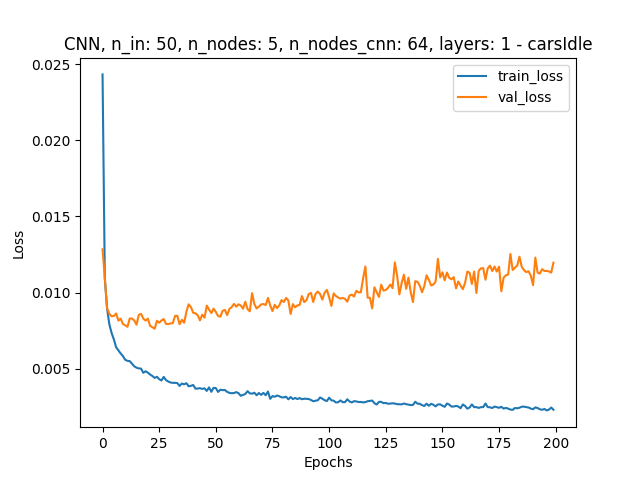 CNN, n_in: 50, n_nodes: 5, n_nodes_cnn: 64, layers: 1 - carsIdle
train_loss
val_loss
0.025
0.020
0.015
0.010
0.005
Loss
0
25
50
75
100
125
150
175
200
Epochs